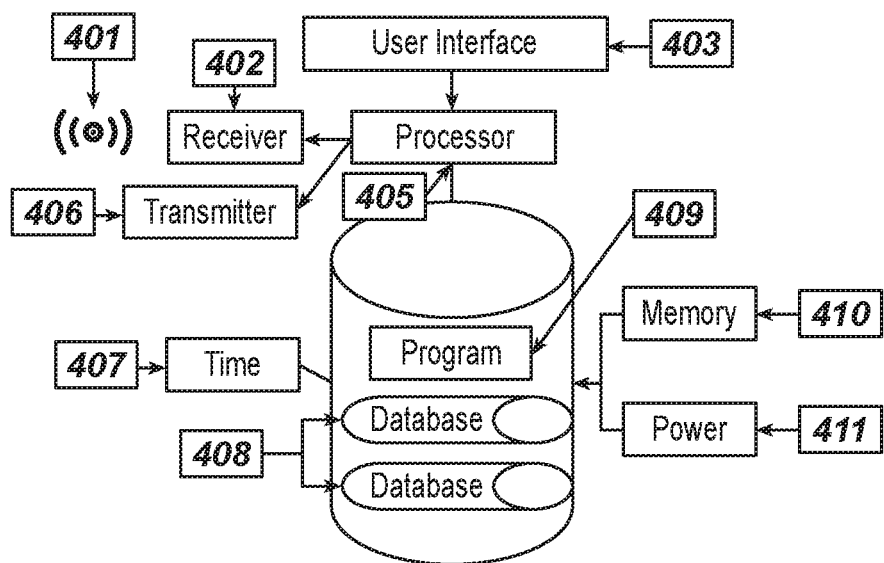 401
User Interface
403
402
Receiver
Processor
406
Transmitter
405
409
Memory
410
407
Time
Program
Database
408
Power
411
Database